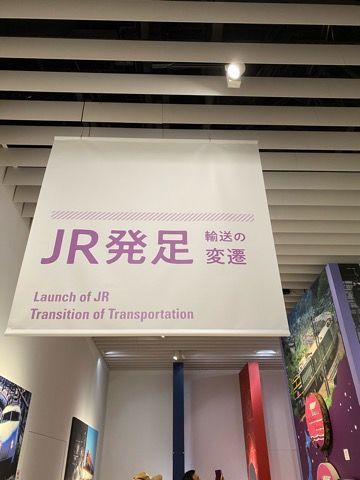 JR発足 輸送の変遷
Launch of JR
Transition of Transportation